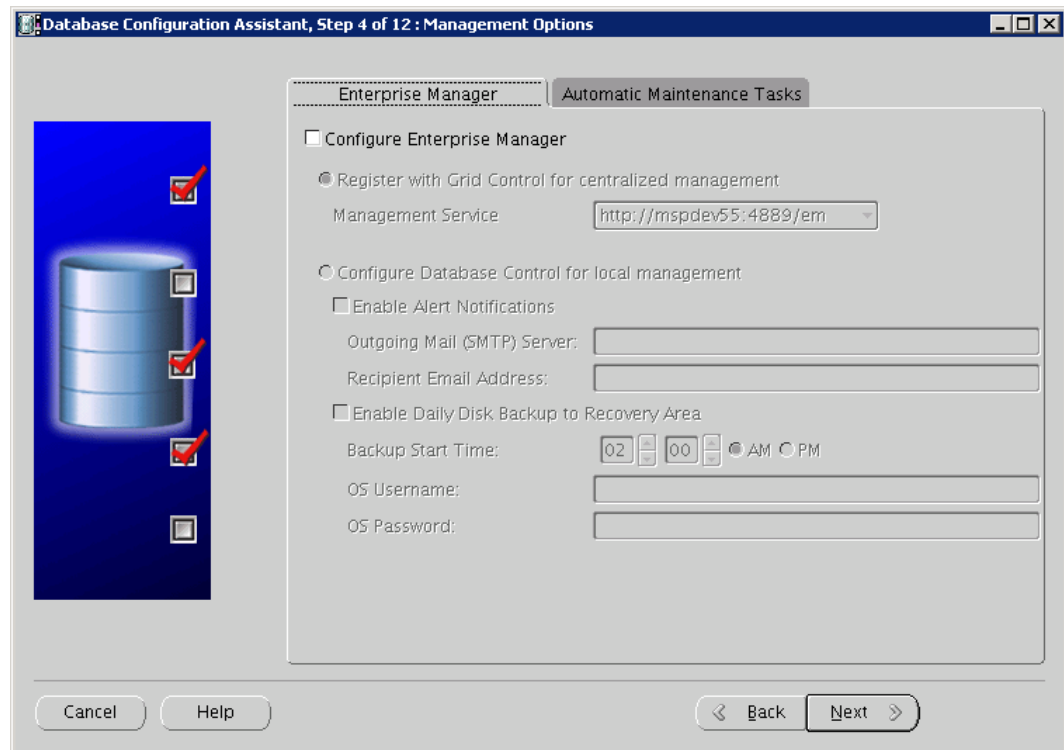 Database Configuration Assistant, Step 4 of 12 : Management Options
Enterprise Manager
Automatic Maintenance Tasks
Configure Enterprise Manager
Register with Grid Control for centralized management
Management Service
http://mspdev55:4889/em
Configure Database Control for local management
Enable Alert Notifications
Outgoing Mail (SMTP) Server:
Recipient Email Address:
Enable Daily Disk Backup to Recovery Area
Backup Start Time: 02 00 AM PM
OS Username:
OS Password:
Cancel Help Back Next